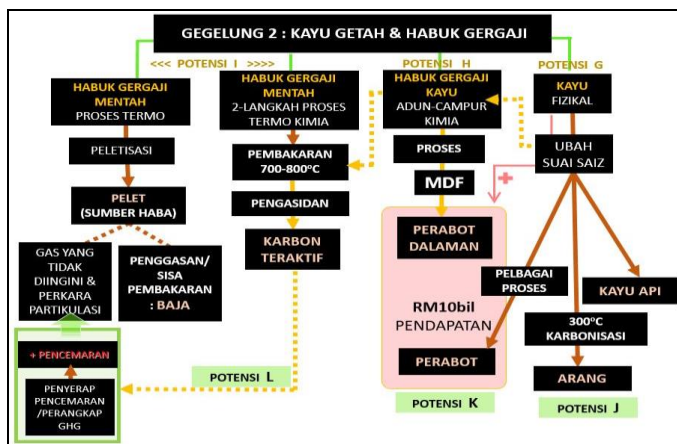 GEGELUNG 2 : KAYU GETAH & HABUK GERGAJI
<<< POTENSI I >>>>
POTENSI H
POTENSI G
HABUK GERGAJI
MENTAH
PROSES TERMO
HABUK GERGAJI
MENTAH
2-LANGKAH PROSES
TERMO KIMIA
HABUK GERGAJI
KAYU
ADUN-CAMPUR
KIMIA
KAYU
FIZIKAL
PELETISASI
PEMBAKARAN
700-800°C
PROSES
UBAH
SUAI SAIZ
MDF
+
PELET
(SUMBER HABA)
PENGASIDAN
KARBON
TERAKTIF
PERABOT
DALAMAN
GAS YANG
TIDAK
DIINGINI &
PERKARA
PARTIKULASI
PENGGASAN/
SISA
PEMBAKARAN
: BAJA
PELBAGAI
PROSES
KAYU API
RM10bil
PENDAPATAN
300°C
KARBONISASI
+ PENCEMARAN
PERABOT
ARANG
PENYERAP
PENCEMARAN
/PERANGKAP
GHG
POTENSI L
POTENSI K
POTENSI J